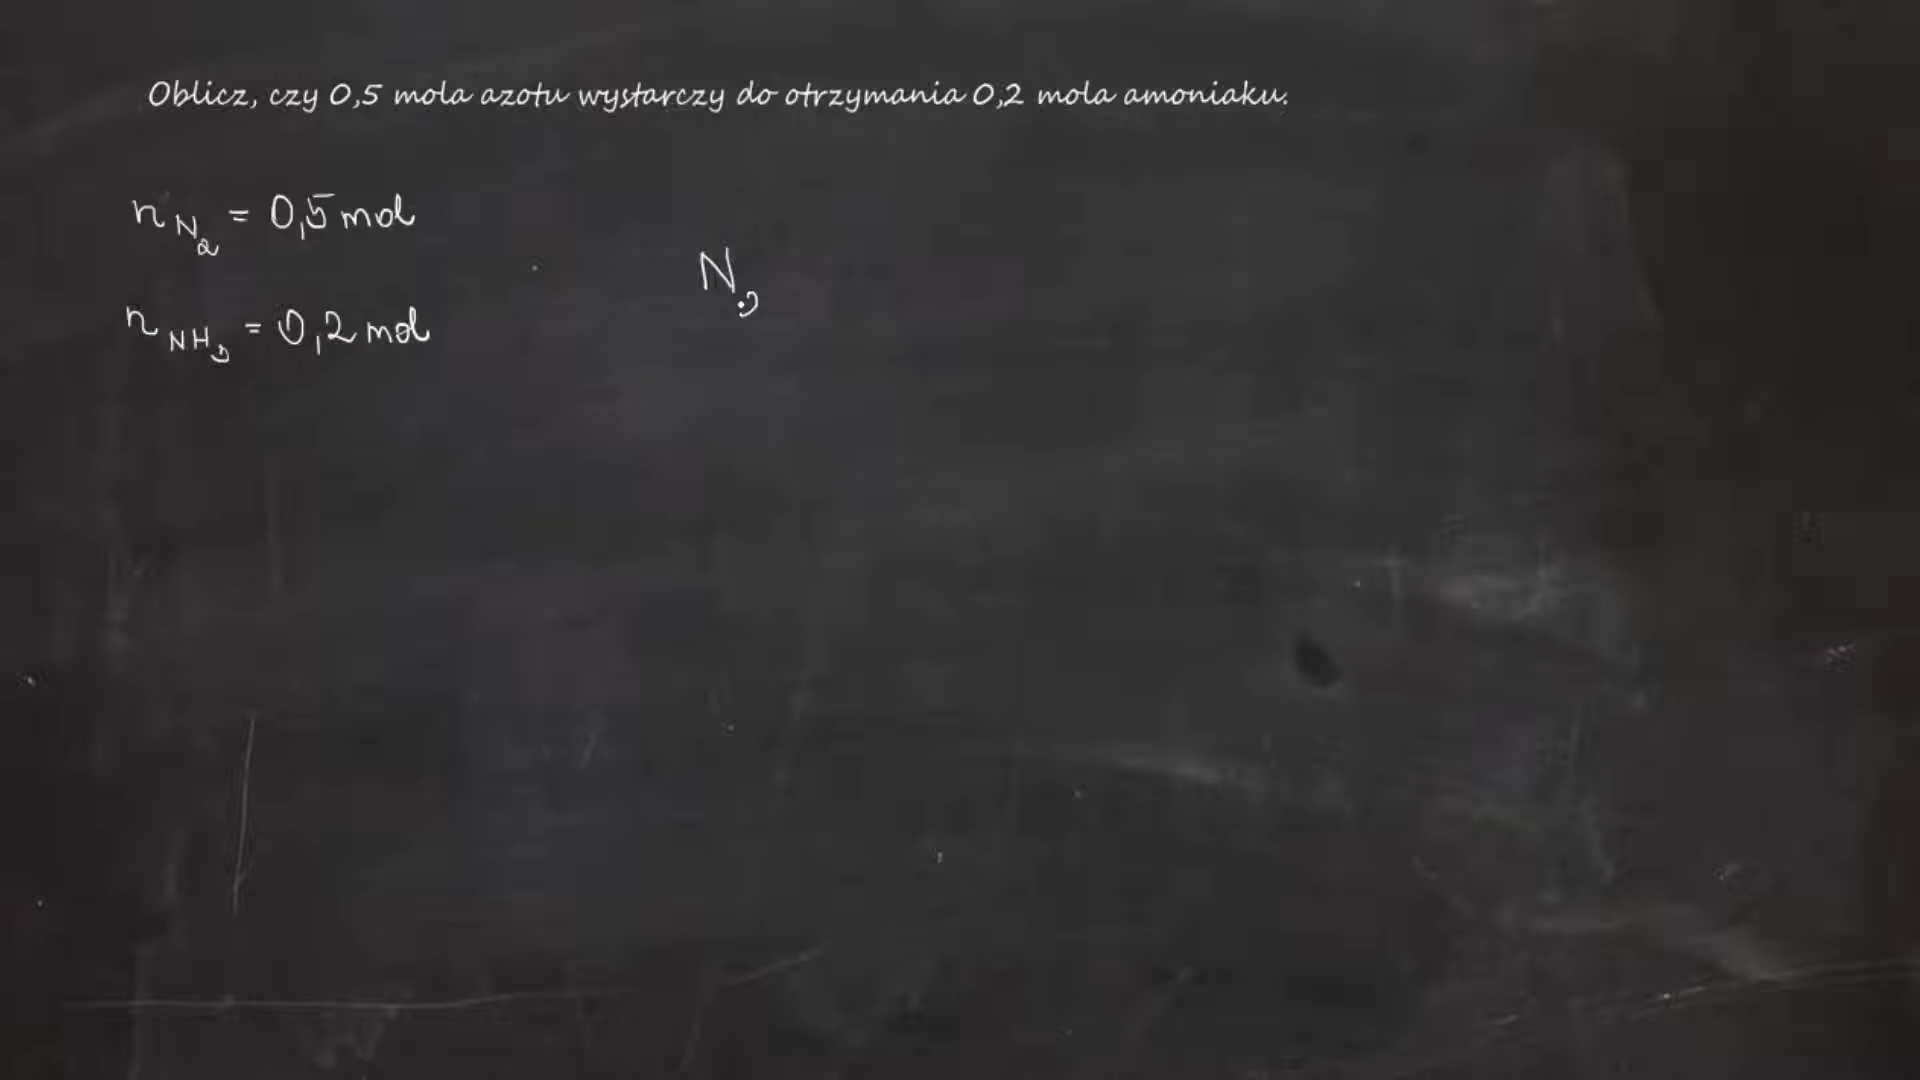 Oblicz, czy 0,5 mola azotu wystarczy do otrzymania 0,2 mola amoniaku.
n N₂ = 0,5 mol
N₂
n NH₃ = 0,2 mol